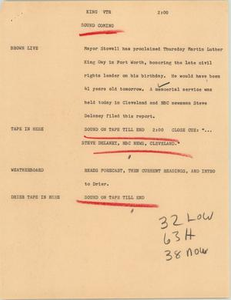 KING VTR 2:00
SOUND COMING
BROWN LIVE
Mayor Stovall has proclaimed Thursday Martin Luther
King Day in Fort Worth, honoring the late civil
rights leader on his birthday. He would have been
41 years old tomorrow. A memorial service was
held today in Cleveland and NBC newsman Steve
Delaney filed this report.
TAPE IN HERE SOUND ON TAPE TILL END 2:00 CLOSE CUE: "...
STEVE DELANEY, NBC NEWS, CLEVELAND."
WEATHERBOARD READS FORECAST, THEN CURRENT READINGS, AND INTRO
to Drier.
DRIER TAPE IN HERE SOUND ON TAPE TILL END
32 LOW
63 H
38 NOW